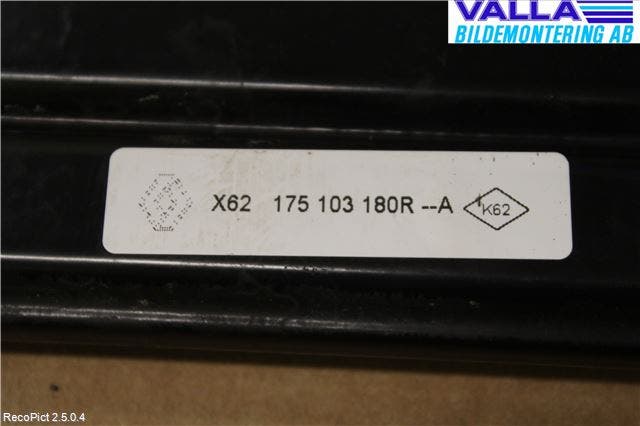 VALLA
BILDEMONTERING AB
X62 175 103 180R --A K62
RecoPict 2.5.0.4